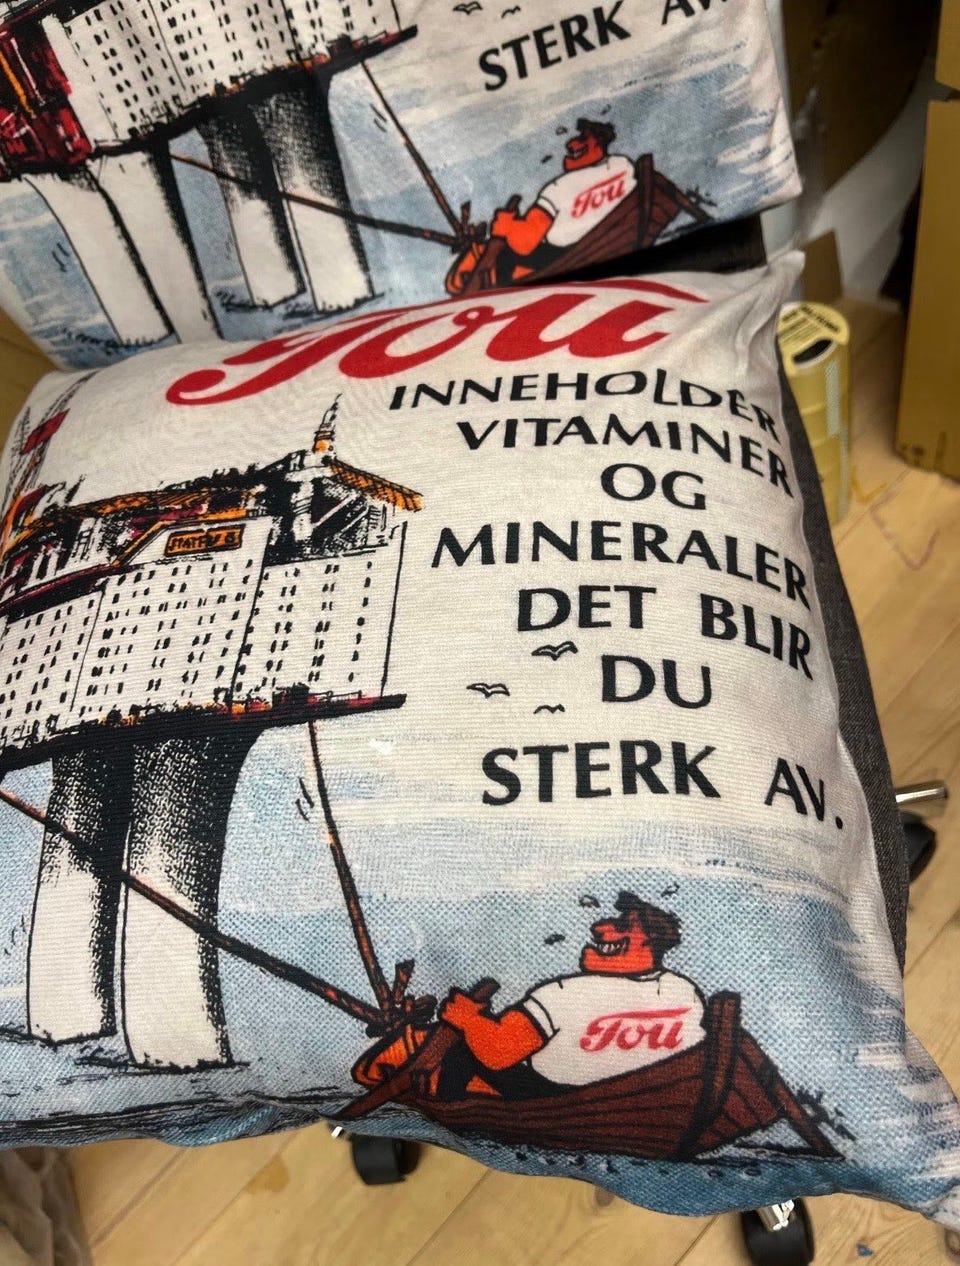 STERK AV.
Tou
Tou
INNEHOLDER
VITAMINER
OG
MINERALER
DET BLIR
DU
STERK AV.
Tou